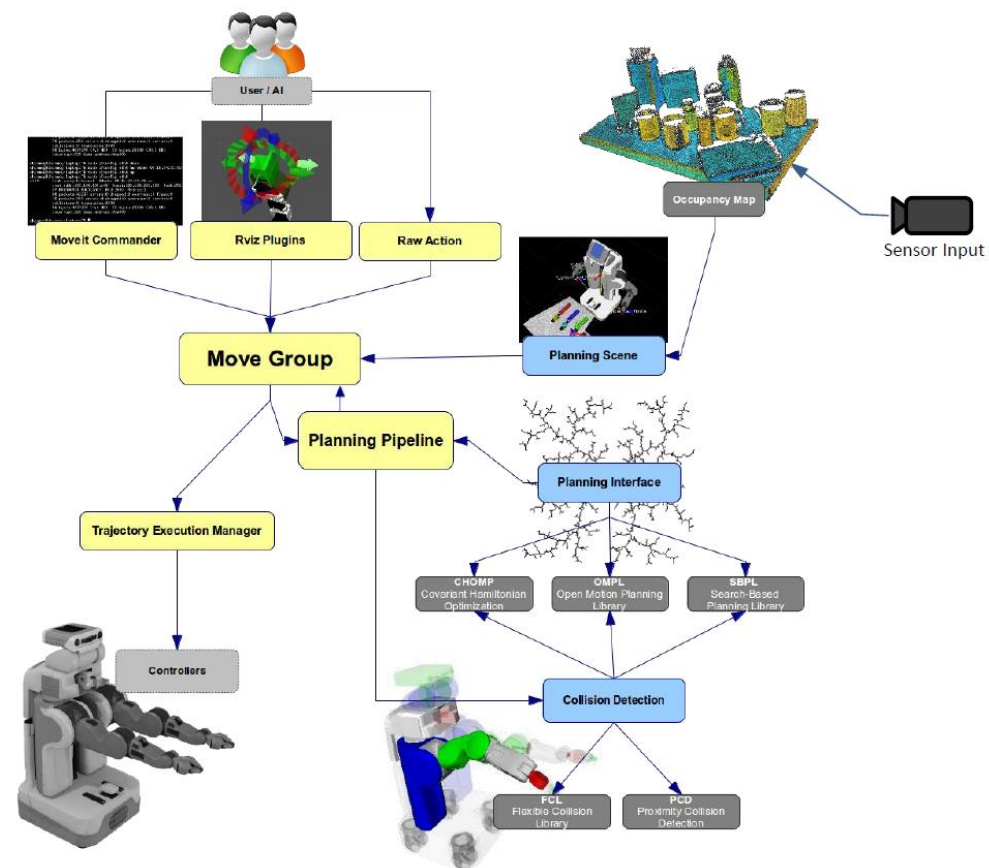 User / AI
Occupancy Map
Sensor Input
MoveIt Commander
Rviz Plugins
Raw Action
Planning Scene
Move Group
Planning Pipeline
Planning Interface
Trajectory Execution Manager
CHOMP
Covariant Hamiltonian
Optimization
OMPL
Open Motion Planning
Library
SBPL
Search-Based
Planning Library
Controllers
Collision Detection
FCL
Flexible Collision
Library
PCD
Proximity Collision
Detection